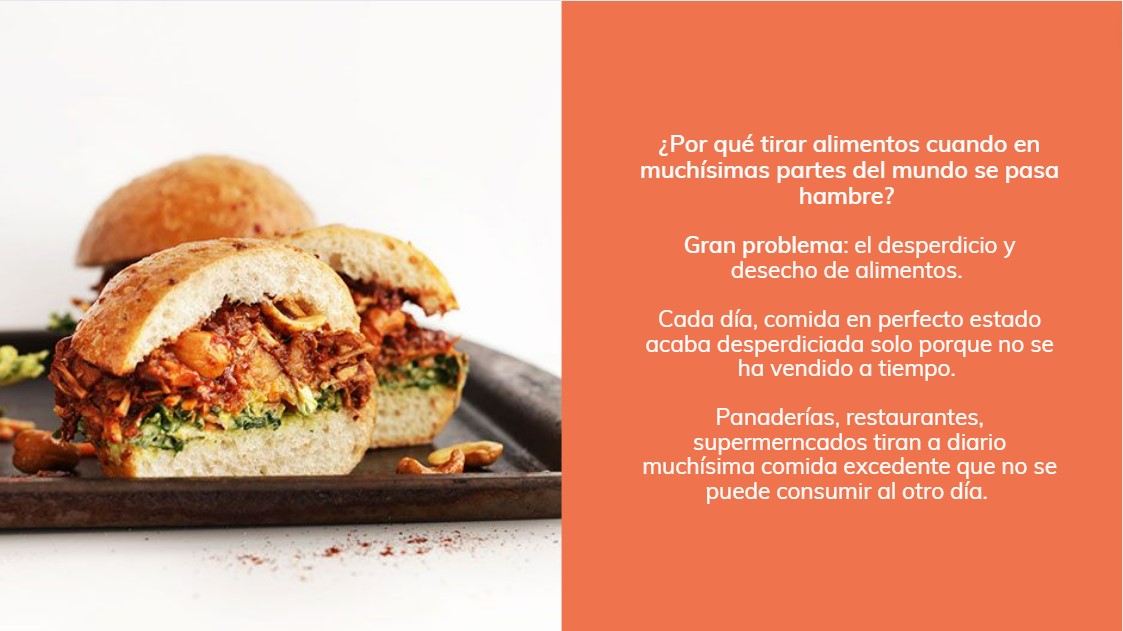 ¿Por qué tirar alimentos cuando en
muchísimas partes del mundo se pasa
hambre?
Gran problema: el desperdicio y
desecho de alimentos.
Cada día, comida en perfecto estado
acaba desperdiciada solo porque no se
ha vendido a tiempo.
Panaderías, restaurantes,
supermerncados tiran a diario
muchísima comida excedente que no se
puede consumir al otro día.